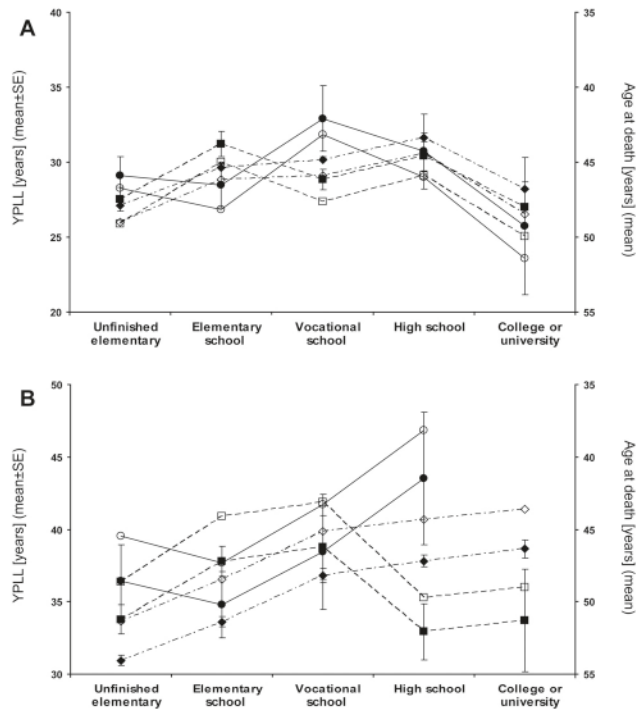 A
40
35
30
25
20
YPLL [years] (mean±SE)
35
40
45
50
55
Age at death [years] (mean)
Unfinished
elementary
Elementary
school
Vocational
school
High school
College or
university
B
50
45
40
35
30
YPLL [years] (mean±SE)
35
40
45
50
55
Age at death [years] (mean)
Unfinished
elementary
Elementary
school
Vocational
school
High school
College or
university